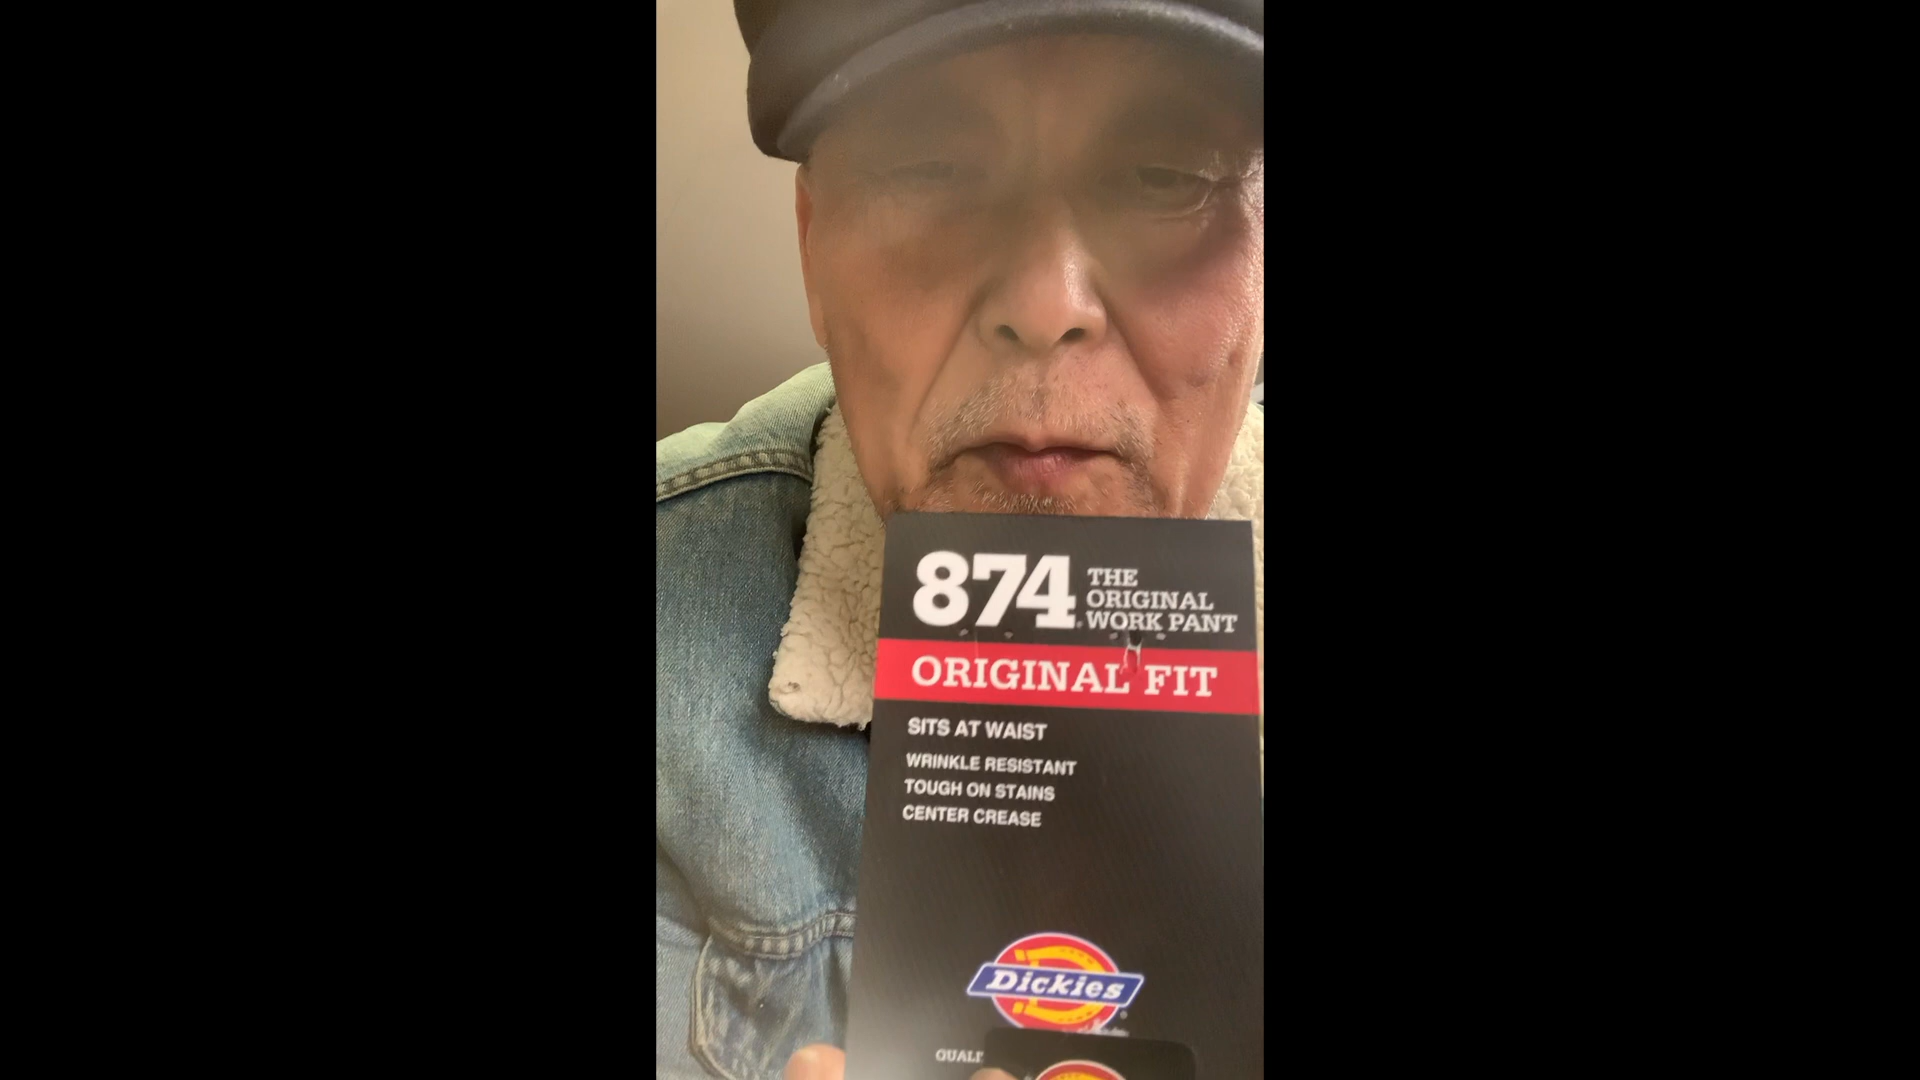 874® THE
ORIGINAL
WORK PANT
ORIGINAL FIT
SITS AT WAIST
WRINKLE RESISTANT
TOUGH ON STAINS
CENTER CREASE
Dickies